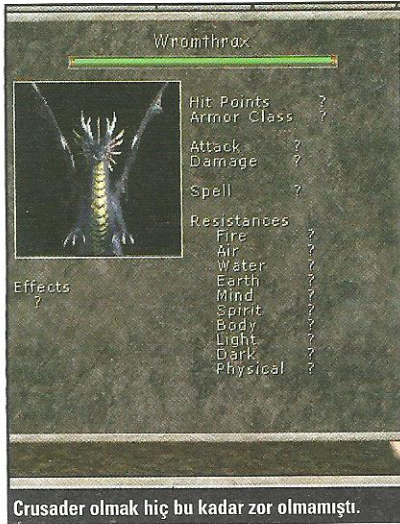 Wromthrax
Hit Points ?
Armor Class ?
Attack ?
Damage ?
Spell ?
Resistances
Fire ?
Air ?
Water ?
Earth ?
Mind ?
Spirit ?
Body ?
Light ?
Dark ?
Physical ?
Effects
?
Crusader olmak hiç bu kadar zor olmamıştı.